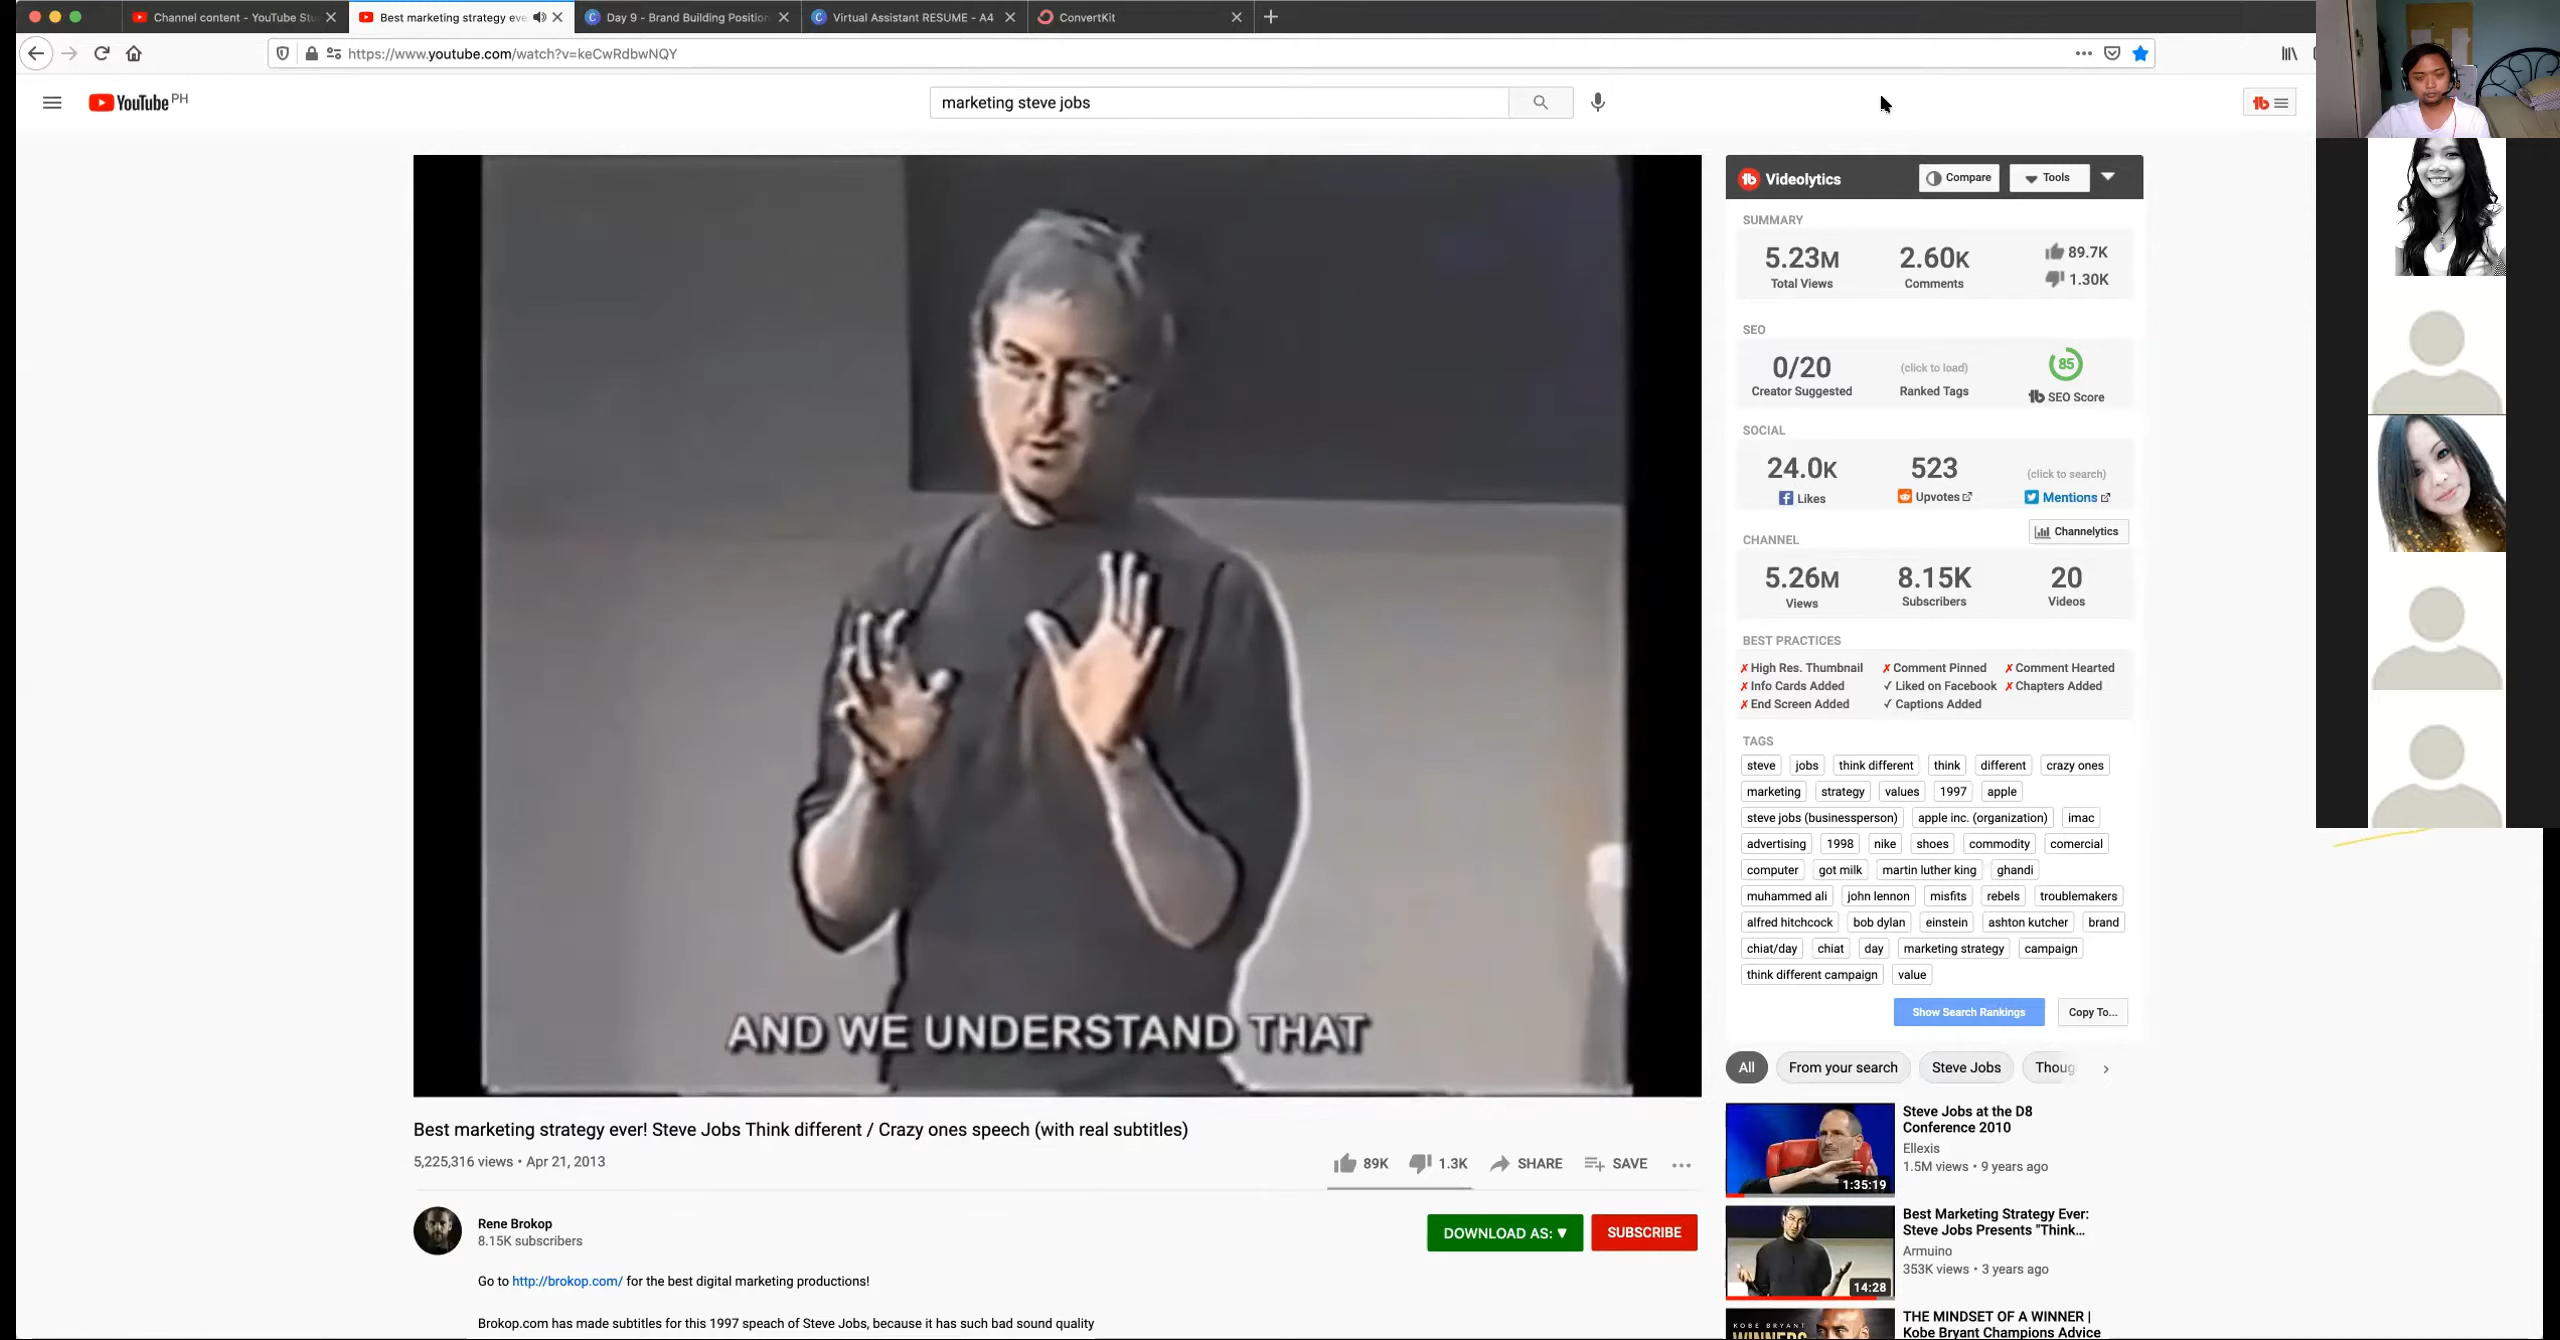 Channel content - YouTube Stu
Best marketing strategy eve
Day 9 - Brand Building Position
Virtual Assistant RESUME - A4
ConvertKit
https://www.youtube.com/watch?v=keCwRdbwNQY
YouTube PH
marketing steve jobs
tb
AND WE UNDERSTAND THAT
Best marketing strategy ever! Steve Jobs Think different / Crazy ones speech (with real subtitles)
5,225,316 views • Apr 21, 2013
89K 1.3K SHARE SAVE
Rene Brokop
8.15K subscribers
DOWNLOAD AS: ▼ SUBSCRIBE
Go to http://brokop.com/ for the best digital marketing productions!
Brokop.com has made subtitles for this 1997 speach of Steve Jobs, because it has such bad sound quality
tb Videolytics Compare Tools
SUMMARY
5.23M 2.60K 89.7K
Total Views Comments 1.30K
SEO
0/20 (click to load) 85
Creator Suggested Ranked Tags tb SEO Score
SOCIAL
24.0K 523 (click to search)
Likes Upvotes Mentions
CHANNEL Channelytics
5.26M 8.15K 20
Views Subscribers Videos
BEST PRACTICES
✗ High Res. Thumbnail ✗ Comment Pinned ✗ Comment Hearted
✗ Info Cards Added ✓ Liked on Facebook ✗ Chapters Added
✗ End Screen Added ✓ Captions Added
TAGS
steve jobs think different think different crazy ones
marketing strategy values 1997 apple
steve jobs (businessperson) apple inc. (organization) imac
advertising 1998 nike shoes commodity comercial
computer got milk martin luther king ghandi
muhammed ali john lennon misfits rebels troublemakers
alfred hitchcock bob dylan einstein ashton kutcher brand
chiat/day chiat day marketing strategy campaign
think different campaign value
Show Search Rankings Copy To...
All From your search Steve Jobs Thoug
Steve Jobs at the D8
Conference 2010
Ellexis
1.5M views • 9 years ago
1:35:19
Best Marketing Strategy Ever:
Steve Jobs Presents "Think...
Armuino
353K views • 3 years ago
14:28
THE MINDSET OF A WINNER |
Kobe Bryant Champions Advice
KOBE BRYANT
WINNERS